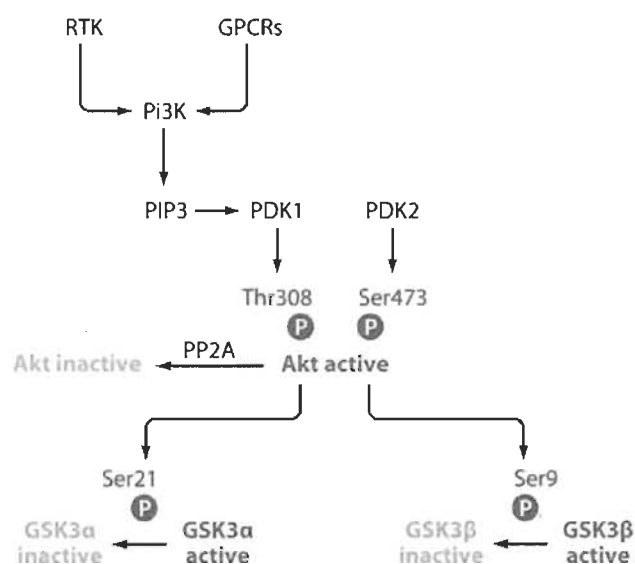 RTK GPCRs
Pi3K
PIP3 PDK1 PDK2
Thr308 Ser473
P P
Akt inactive PP2A Akt active
Ser21 Ser9
P P
GSK3α GSK3α GSK3β GSK3β
inactive active inactive active